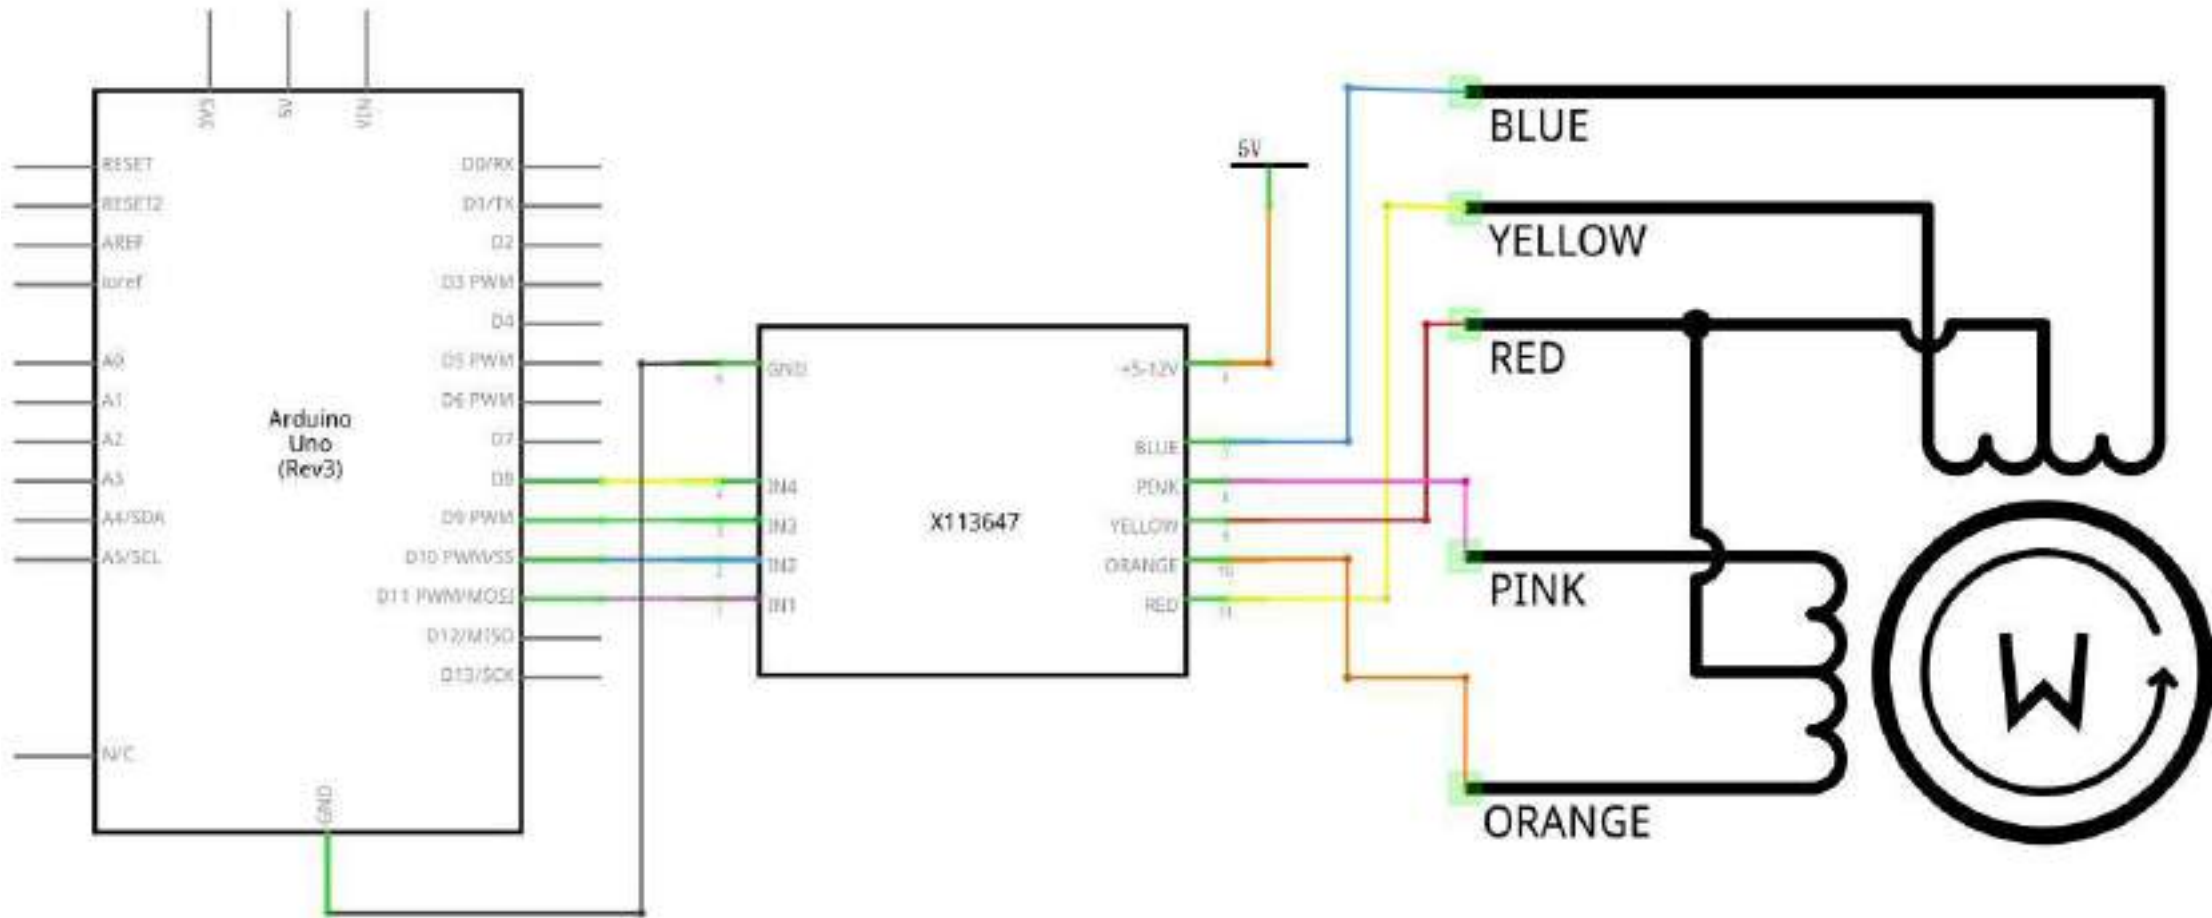 3V3
5V
VIN
RESET
RESET2
AREF
ioref
A0
A1
A2
A3
A4/SDA
A5/SCL
N/C
GND
Arduino
Uno
(Rev3)
D0/RX
D1/TX
D2
D3 PWM
D4
D5 PWM
D6 PWM
D7
D8
D9 PWM
D10 PWM/SS
D11 PWM/MOSI
D12/MISO
D13/SCK
GND
IN4
IN3
IN2
IN1
X113647
+5-12V
BLUE
PINK
YELLOW
ORANGE
RED
10
11
5V
BLUE
YELLOW
RED
PINK
ORANGE
M